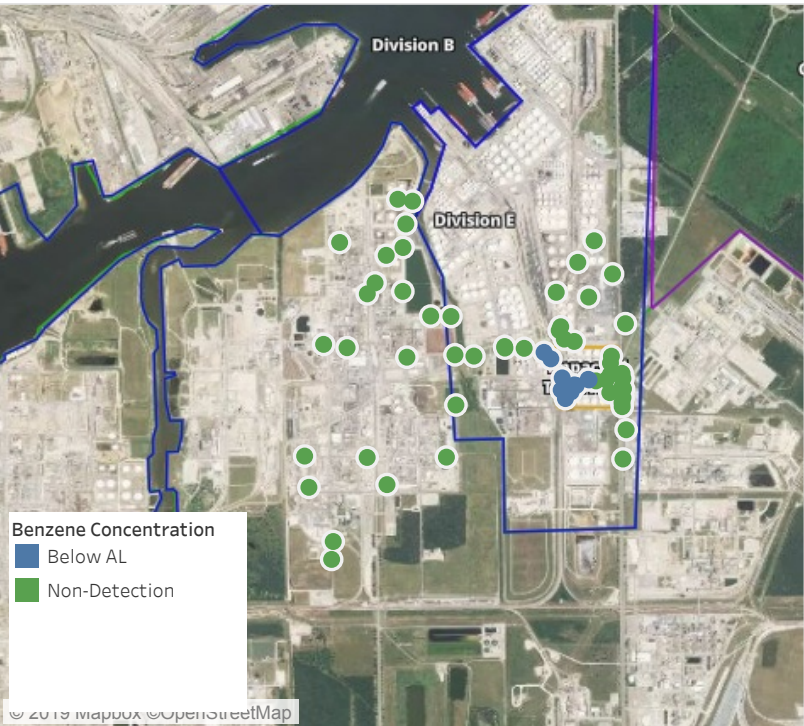 Division B
Division E
Benzene Concentration
Below AL
Non-Detection
© 2019 Mapbox ©OpenStreetMap